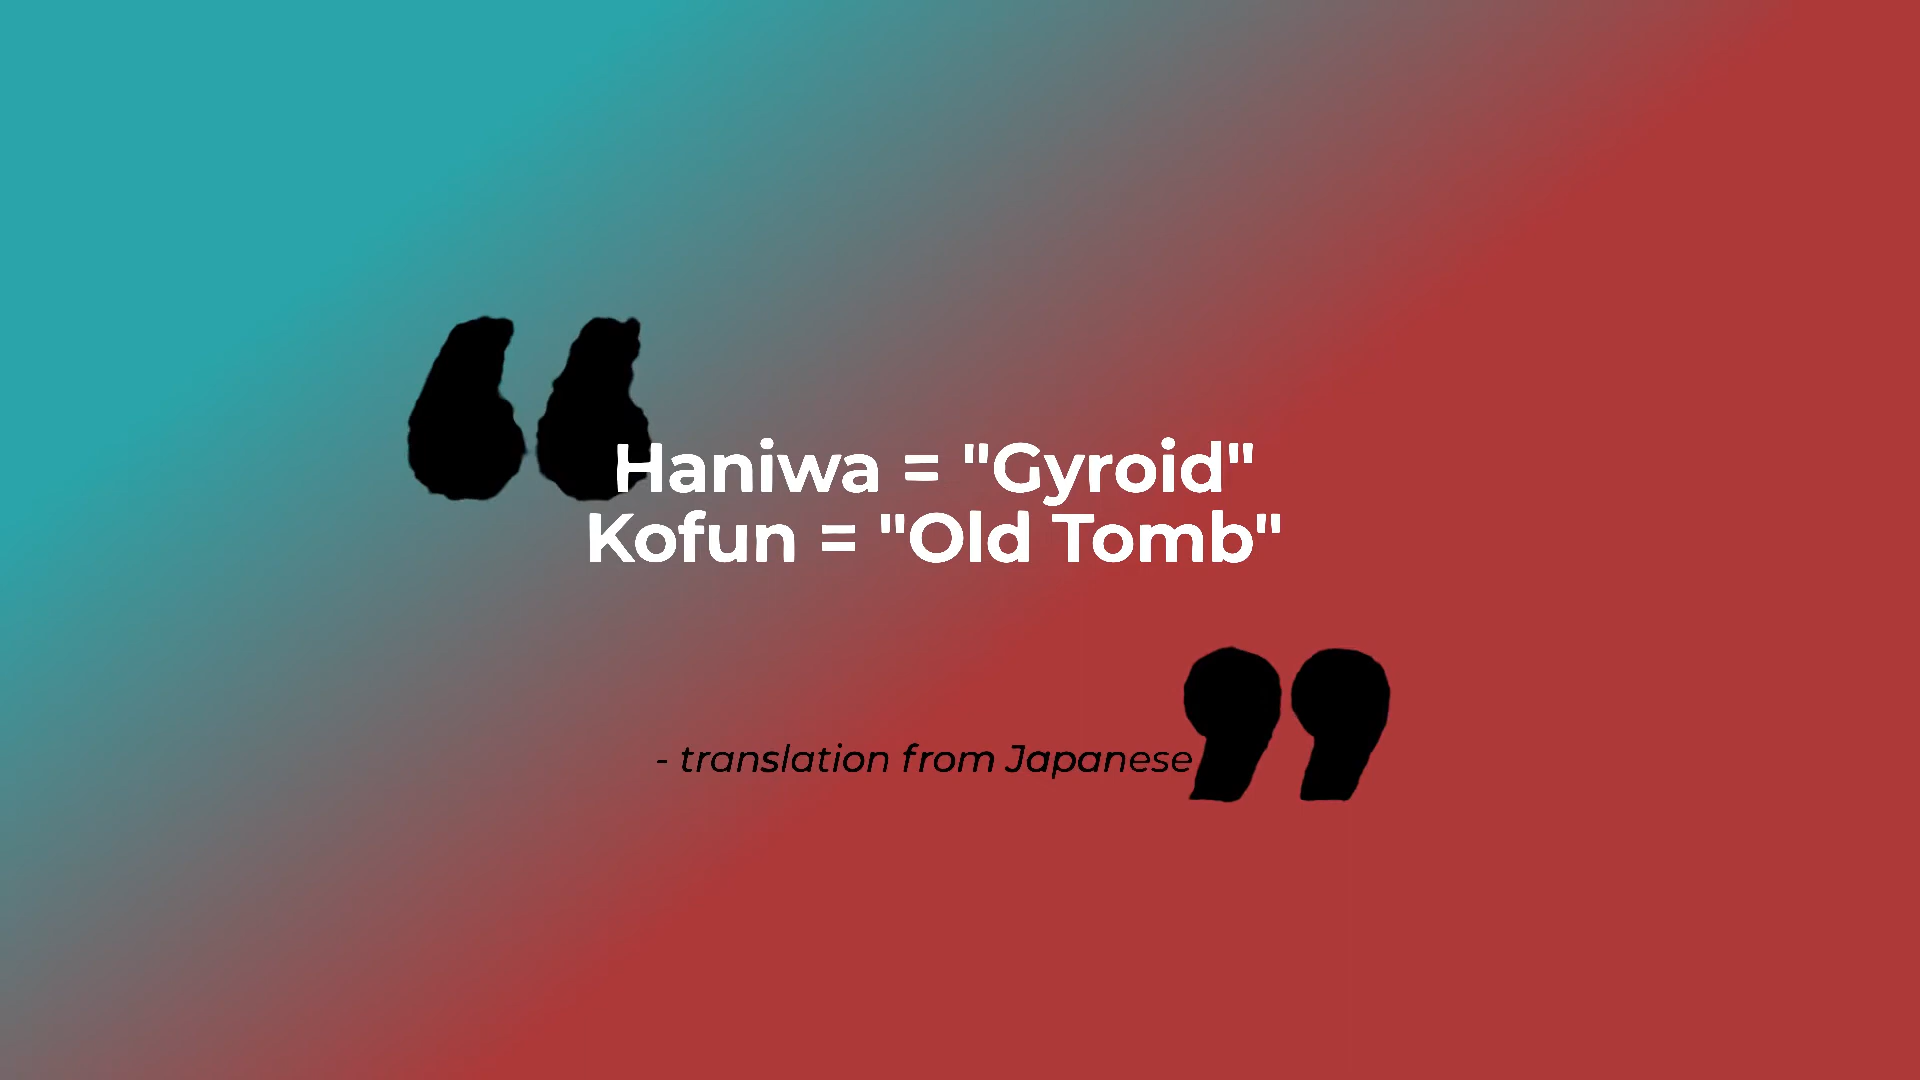 Haniwa = "Gyroid"
Kofun = "Old Tomb"
- translation from Japanese